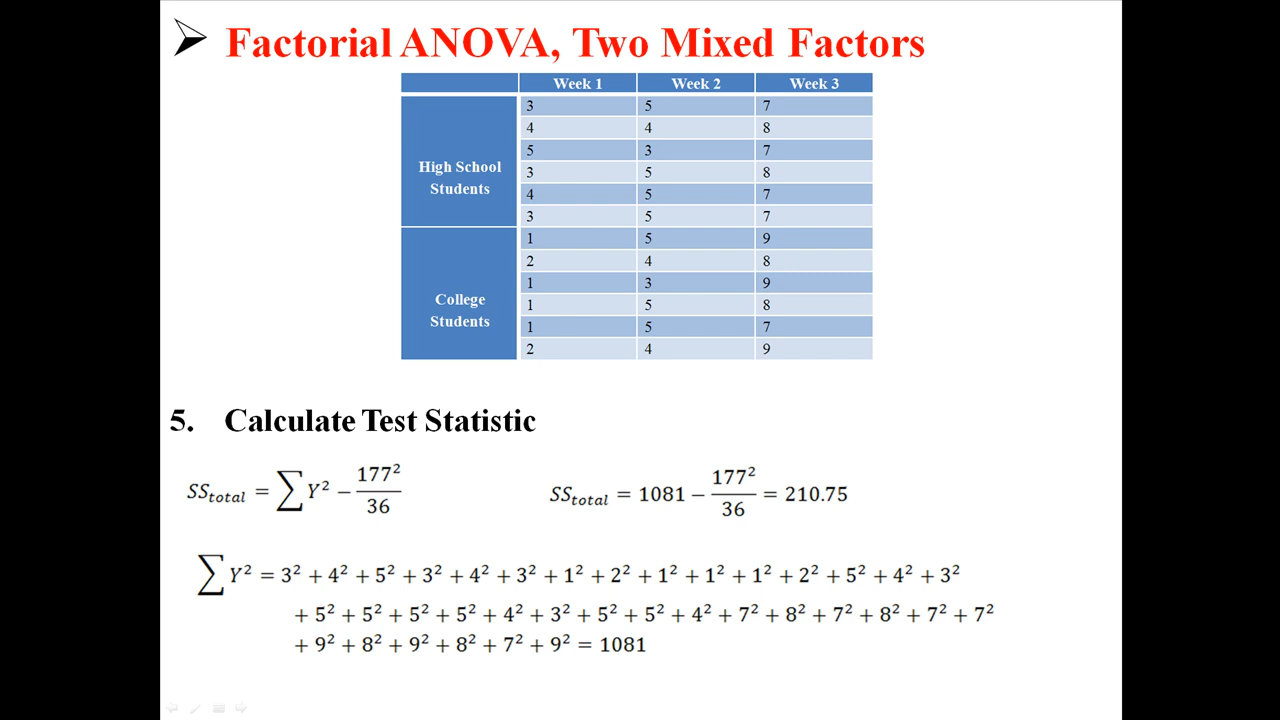 ➢ Factorial ANOVA, Two Mixed Factors
Week 1 Week 2 Week 3
3 5 7
4 4 8
5 3 7
High School Students
3 5 8
4 5 7
3 5 7
1 5 9
2 4 8
1 3 9
College Students
1 5 8
1 5 7
2 4 9
5. Calculate Test Statistic
SS_total = ∑ Y² − 177²/36
SS_total = 1081 − 177²/36 = 210.75
∑ Y² = 3² + 4² + 5² + 3² + 4² + 3² + 1² + 2² + 1² + 1² + 1² + 2² + 5² + 4² + 3²
+ 5² + 5² + 5² + 5² + 4² + 3² + 5² + 5² + 4² + 7² + 8² + 7² + 8² + 7² + 7²
+ 9² + 8² + 9² + 8² + 7² + 9² = 1081